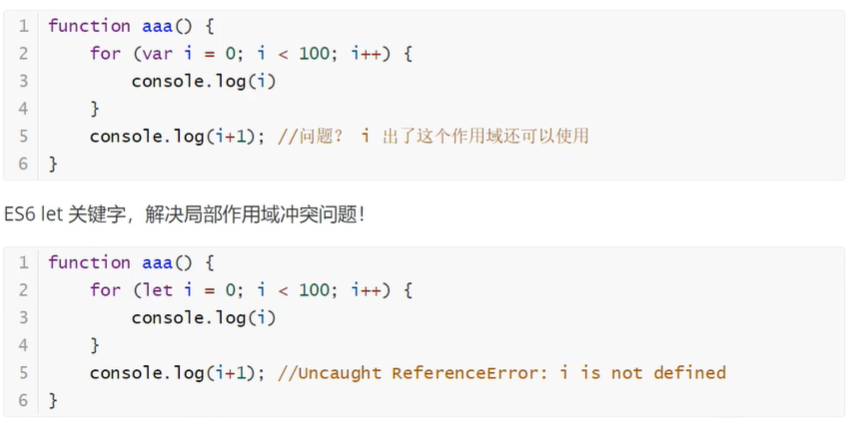 1 function aaa() {
2     for (var i = 0; i < 100; i++) {
3         console.log(i)
4     }
5     console.log(i+1); //问题？ i 出了这个作用域还可以使用
6 }
ES6 let 关键字，解决局部作用域冲突问题！
1 function aaa() {
2     for (let i = 0; i < 100; i++) {
3         console.log(i)
4     }
5     console.log(i+1); //Uncaught ReferenceError: i is not defined
6 }